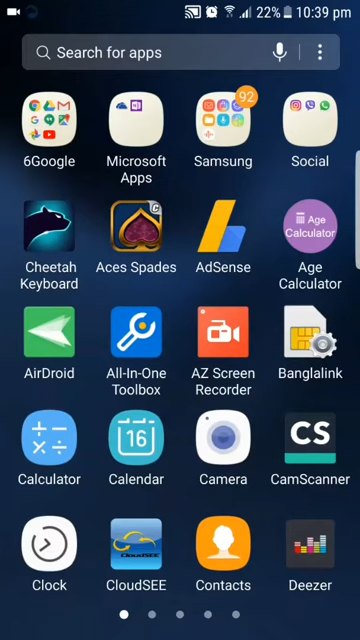 22% 10:39 pm
Search for apps
92
6Google
Microsoft Apps
Samsung
Social
Cheetah Keyboard
Aces Spades
AdSense
Age Calculator
Age Calculator
AirDroid
All-In-One Toolbox
AZ Screen Recorder
Banglalink
16
CS
Calculator
Calendar
Camera
CamScanner
CloudSEE
Clock
CloudSEE
Contacts
Deezer